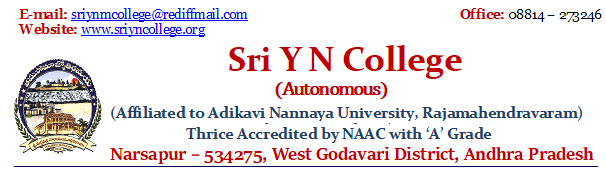 E-mail: sriynmcollege@rediffmail.com Office: 08814 – 273246
Website: www.sriyncollege.org
Sri Y N College
(Autonomous)
(Affiliated to Adikavi Nannaya University, Rajamahendravaram)
Thrice Accredited by NAAC with ‘A’ Grade
Narsapur – 534275, West Godavari District, Andhra Pradesh